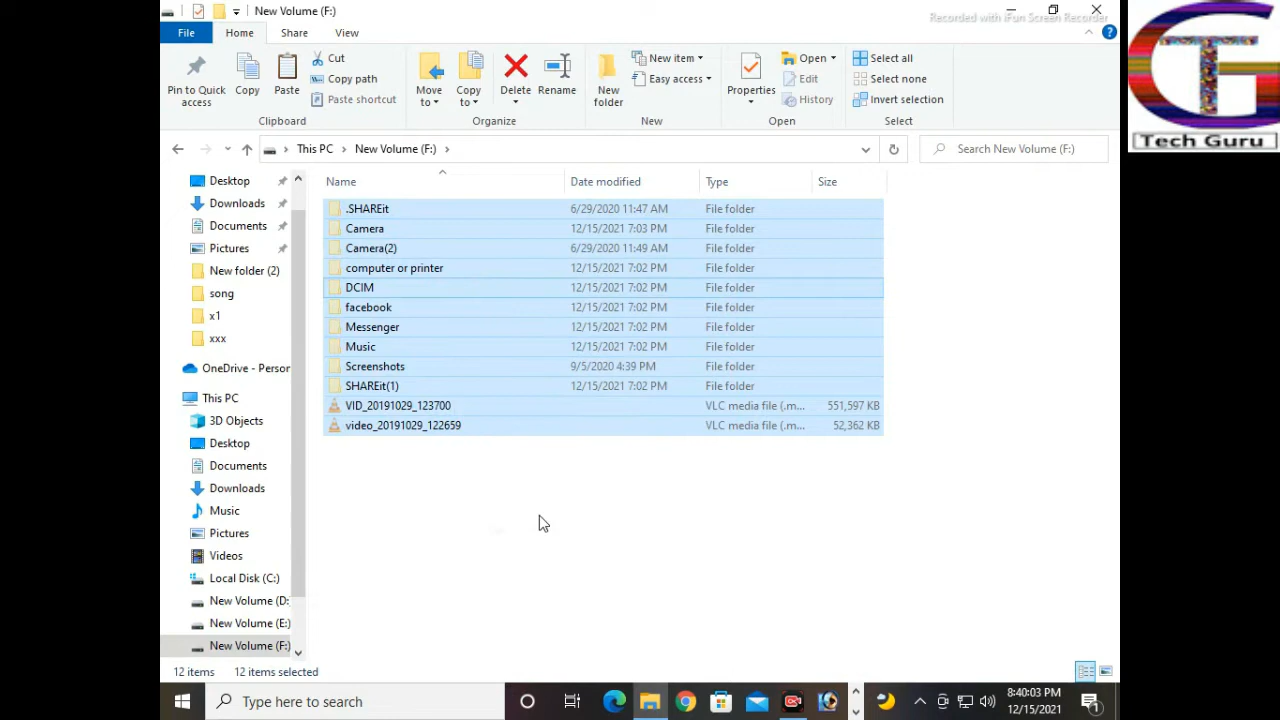 New Volume (F:)
Recorded with iFun Screen Recorder
File Home Share View
Pin to Quick access
Copy
Paste
Cut
Copy path
Paste shortcut
Clipboard
Move to
Copy to
Delete
Rename
Organize
New folder
New item
Easy access
New
Properties
Open
Edit
History
Open
Select all
Select none
Invert selection
Select
Tech Guru
This PC New Volume (F:)
Search New Volume (F:)
Name Date modified Type Size
.SHAREit 6/29/2020 11:47 AM File folder
Camera 12/15/2021 7:03 PM File folder
Camera(2) 6/29/2020 11:49 AM File folder
computer or printer 12/15/2021 7:02 PM File folder
DCIM 12/15/2021 7:02 PM File folder
facebook 12/15/2021 7:02 PM File folder
Messenger 12/15/2021 7:02 PM File folder
Music 12/15/2021 7:02 PM File folder
Screenshots 9/5/2020 4:39 PM File folder
SHAREit(1) 12/15/2021 7:02 PM File folder
VID_20191029_123700 VLC media file (.m... 551,597 KB
video_20191029_122659 VLC media file (.m... 52,362 KB
Desktop
Downloads
Documents
Pictures
New folder (2)
song
x1
xxx
OneDrive - Person
This PC
3D Objects
Desktop
Documents
Downloads
Music
Pictures
Videos
Local Disk (C:)
New Volume (D:
New Volume (E:)
New Volume (F:)
12 items 12 items selected
Type here to search
8:40:03 PM
12/15/2021
1